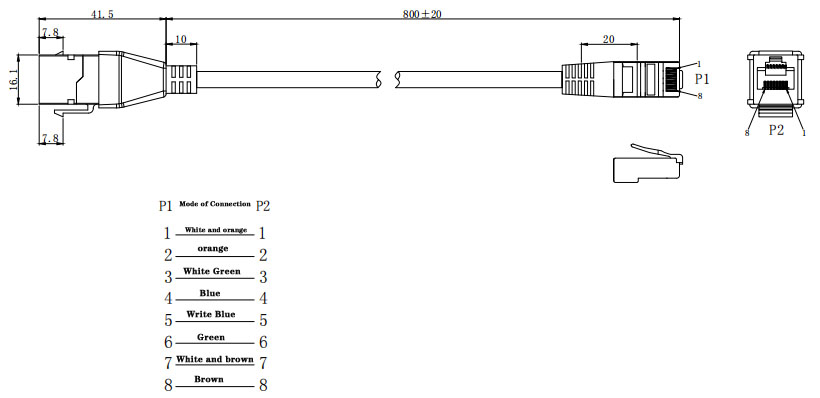 41.5 800±20
7.8 10 20
16.1
7.8
1
P1
8
8 1
P2
P1 Mode of Connection P2
1 White and orange 1
2 orange 2
3 White Green 3
4 Blue 4
5 Write Blue 5
6 Green 6
7 White and brown 7
8 Brown 8